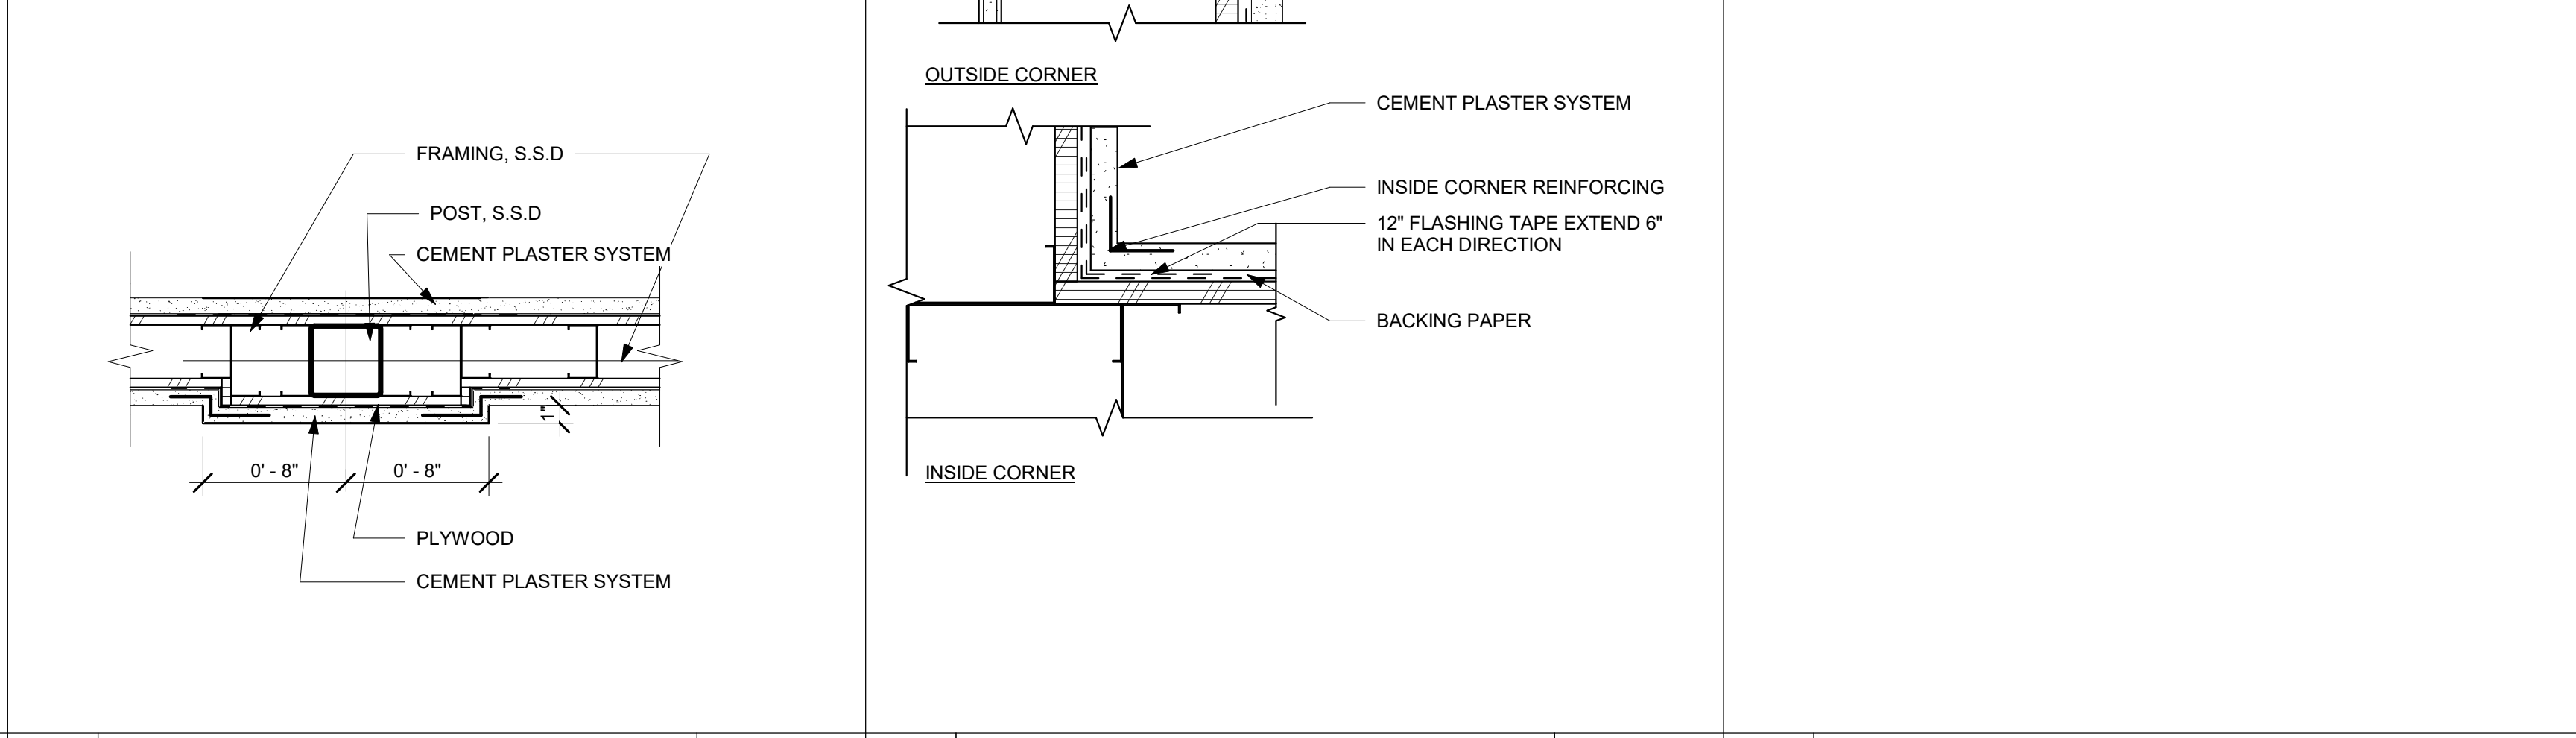 FRAMING, S.S.D
POST, S.S.D
CEMENT PLASTER SYSTEM
1"
0' - 8"
0' - 8"
PLYWOOD
CEMENT PLASTER SYSTEM
OUTSIDE CORNER
CEMENT PLASTER SYSTEM
INSIDE CORNER REINFORCING
12" FLASHING TAPE EXTEND 6"
IN EACH DIRECTION
BACKING PAPER
INSIDE CORNER